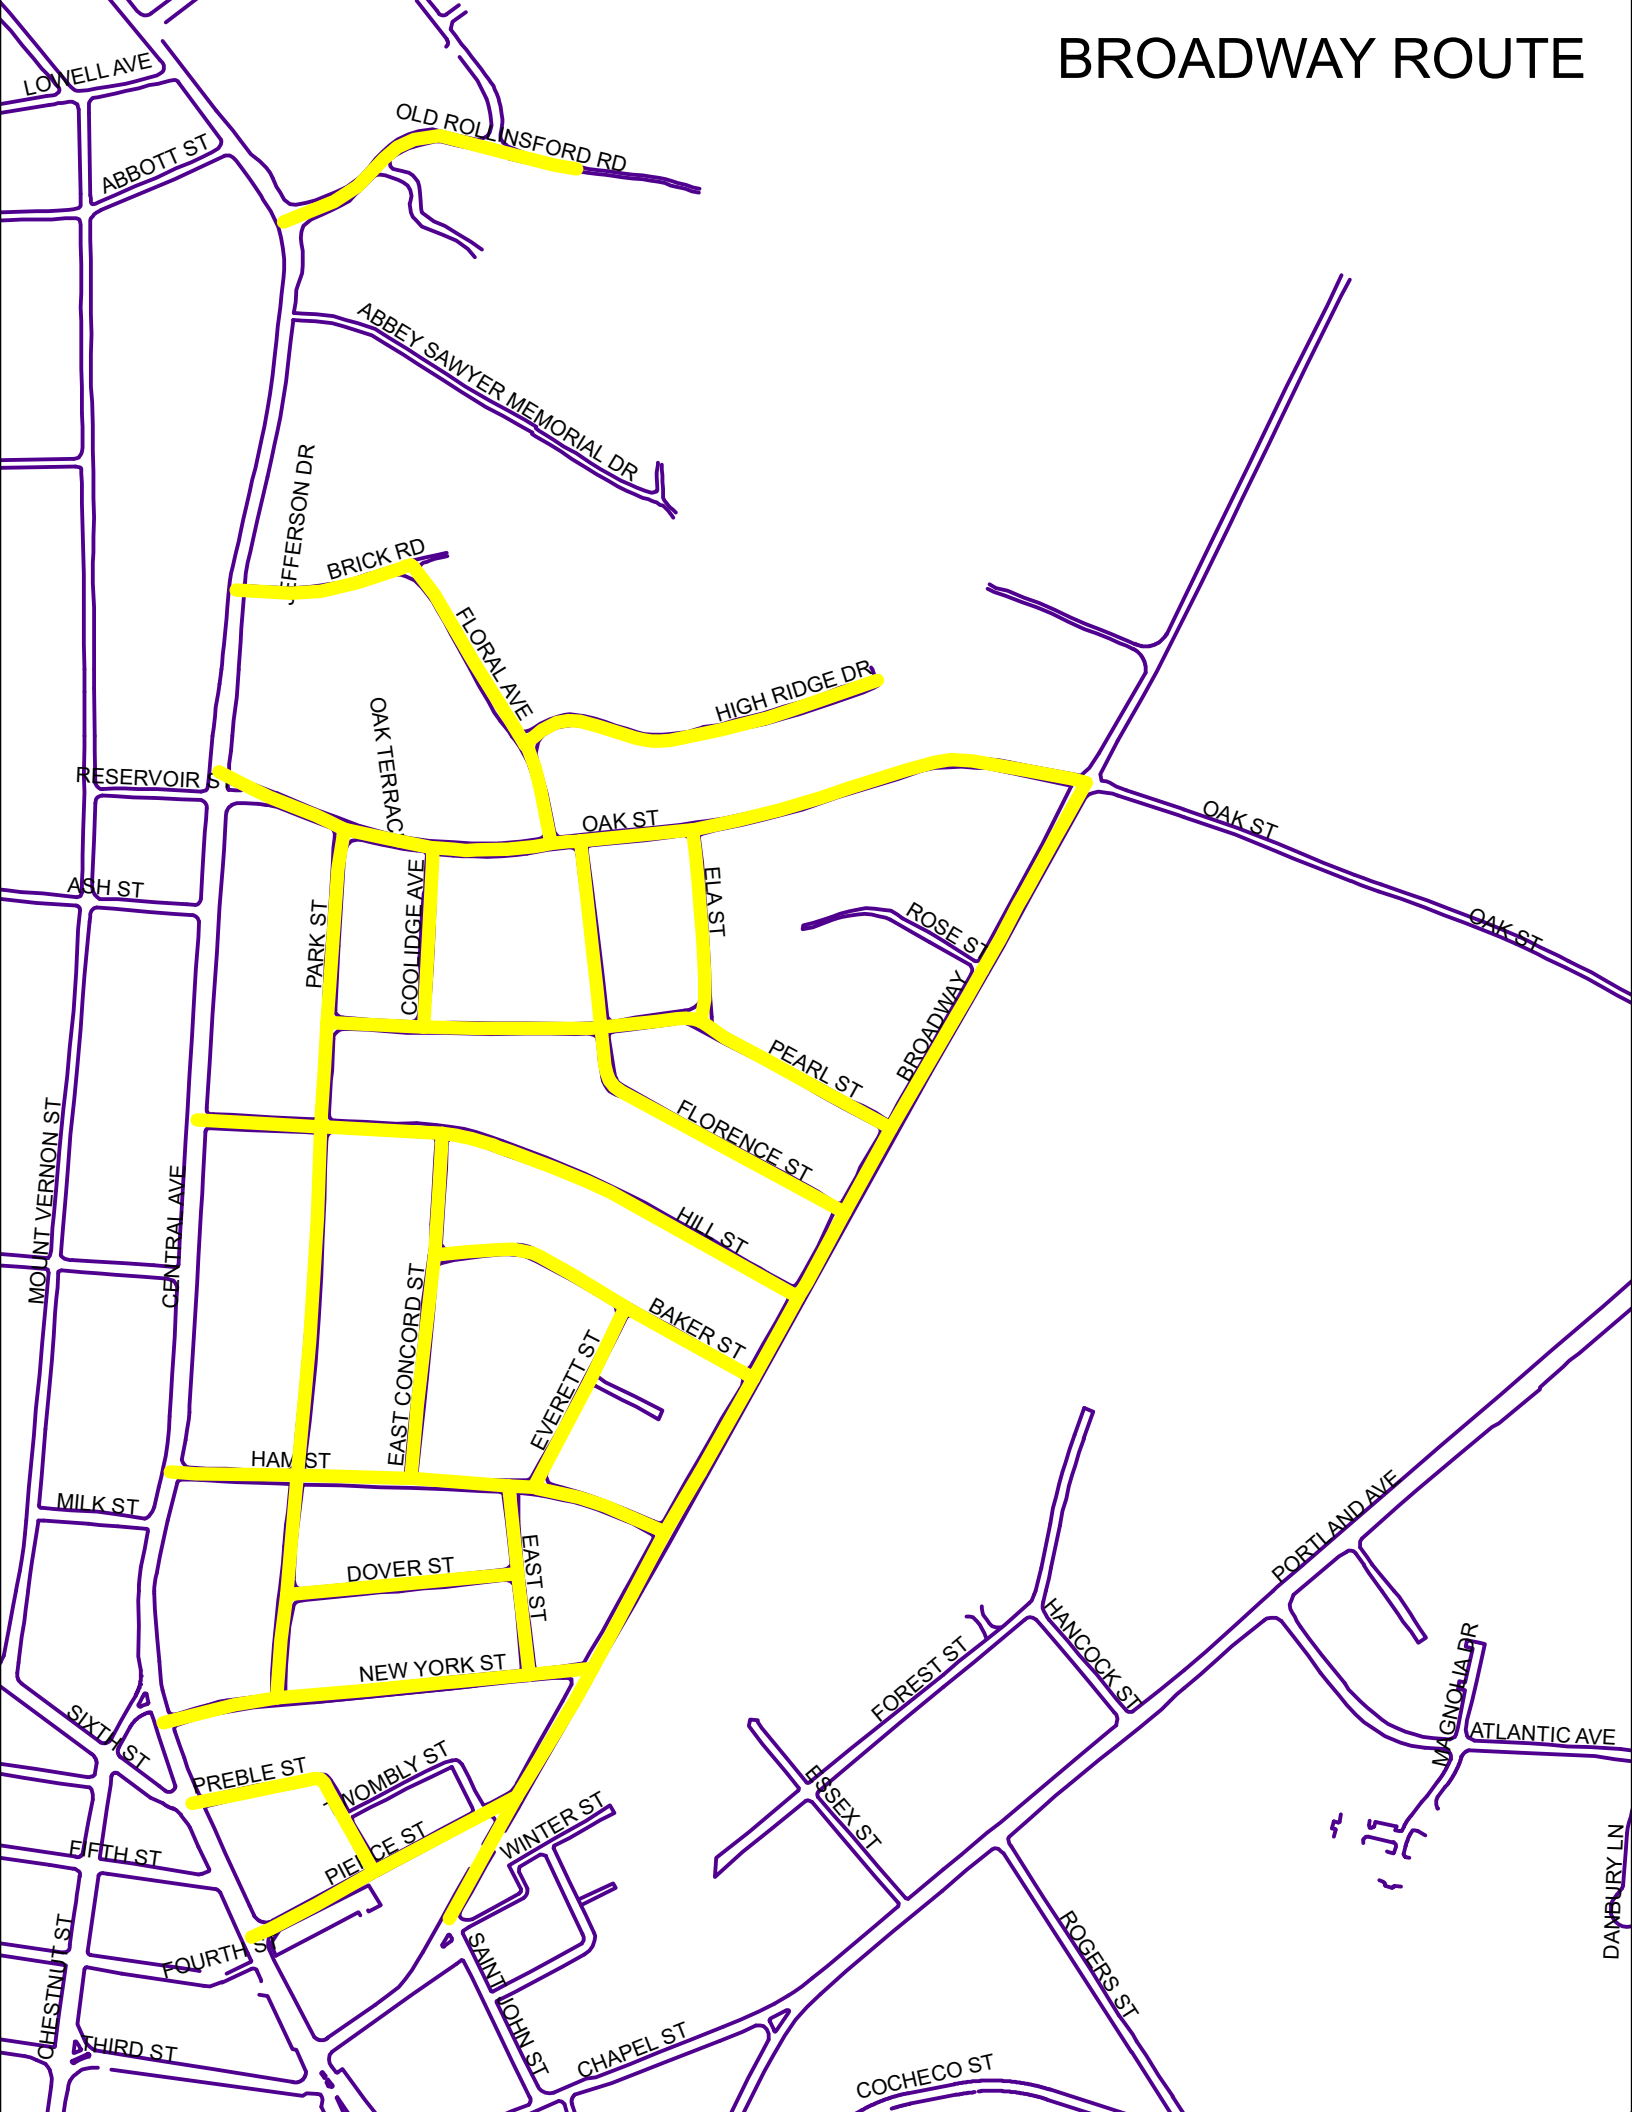 BROADWAY ROUTE
LOWELL AVE
OLD ROLLINSFORD RD
ABBOTT ST
ABBEY SAWYER MEMORIAL DR
JEFFERSON DR
BRICK RD
FLORAL AVE
HIGH RIDGE DR
OAK TERRAC
RESERVOIR S
OAK ST
OAK ST
OAK ST
ASH ST
PARK ST
COOLIDGE AVE
ELA ST
ROSE ST
BROADWAY
PEARL ST
FLORENCE ST
MOUNT VERNON ST
CENTRAL AVE
HILL ST
EAST CONCORD ST
BAKER ST
EVERETT ST
HAM ST
MILK ST
PORTLAND AVE
DOVER ST
EAST ST
HANCOCK ST
FOREST ST
MAGNOLIA DR
NEW YORK ST
SIXTH ST
ATLANTIC AVE
PREBLE ST
TWOMBLY ST
ESSEX ST
WINTER ST
PIERCE ST
FIFTH ST
DANBURY LN
CHESTNUT ST
FOURTH ST
SAINT JOHN ST
ROGERS ST
THIRD ST
CHAPEL ST
COCHECO ST